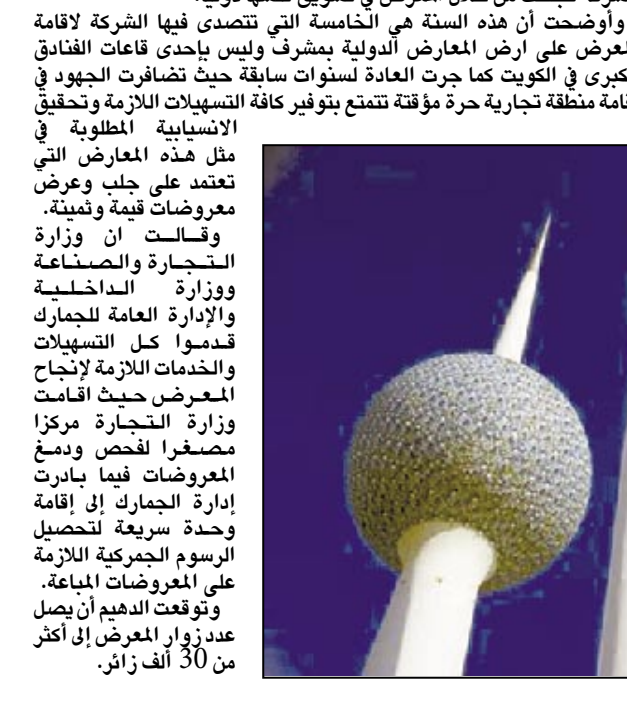 وأوضحت أن هذه السنة هي الخامسة التي تتصدى فيها الشركة لاقامة
لمعرض على ارض المعارض الدولية بمشرف وليس بإحدى قاعات الفنادق
كبرى في الكويت كما جرت العادة لسنوات سابقة حيث تضافرت الجهود في
قامة منطقة تجارية حرة مؤقتة تتمتع بتوفير كافة التسهيلات اللازمة وتحقيق
الانسيابية المطلوبة في
مثل هذه المعارض التي
تعتمد على جلب وعرض
معروضات قيمة وثمينة.
وقالت ان وزارة
التجارة والصناعة
ووزارة الداخلية
والإدارة العامة للجمارك
قدموا كل التسهيلات
والخدمات اللازمة لإنجاح
المعرض حيث اقامت
وزارة التجارة مركزا
مصغرا لفحص ودمغ
المعروضات فيما بادرت
إدارة الجمارك إلى إقامة
وحدة سريعة لتحصيل
الرسوم الجمركية اللازمة
على المعروضات المباعة.
وتوقعت الدهيم أن يصل
عدد زوار المعرض إلى أكثر
من 30 ألف زائر.